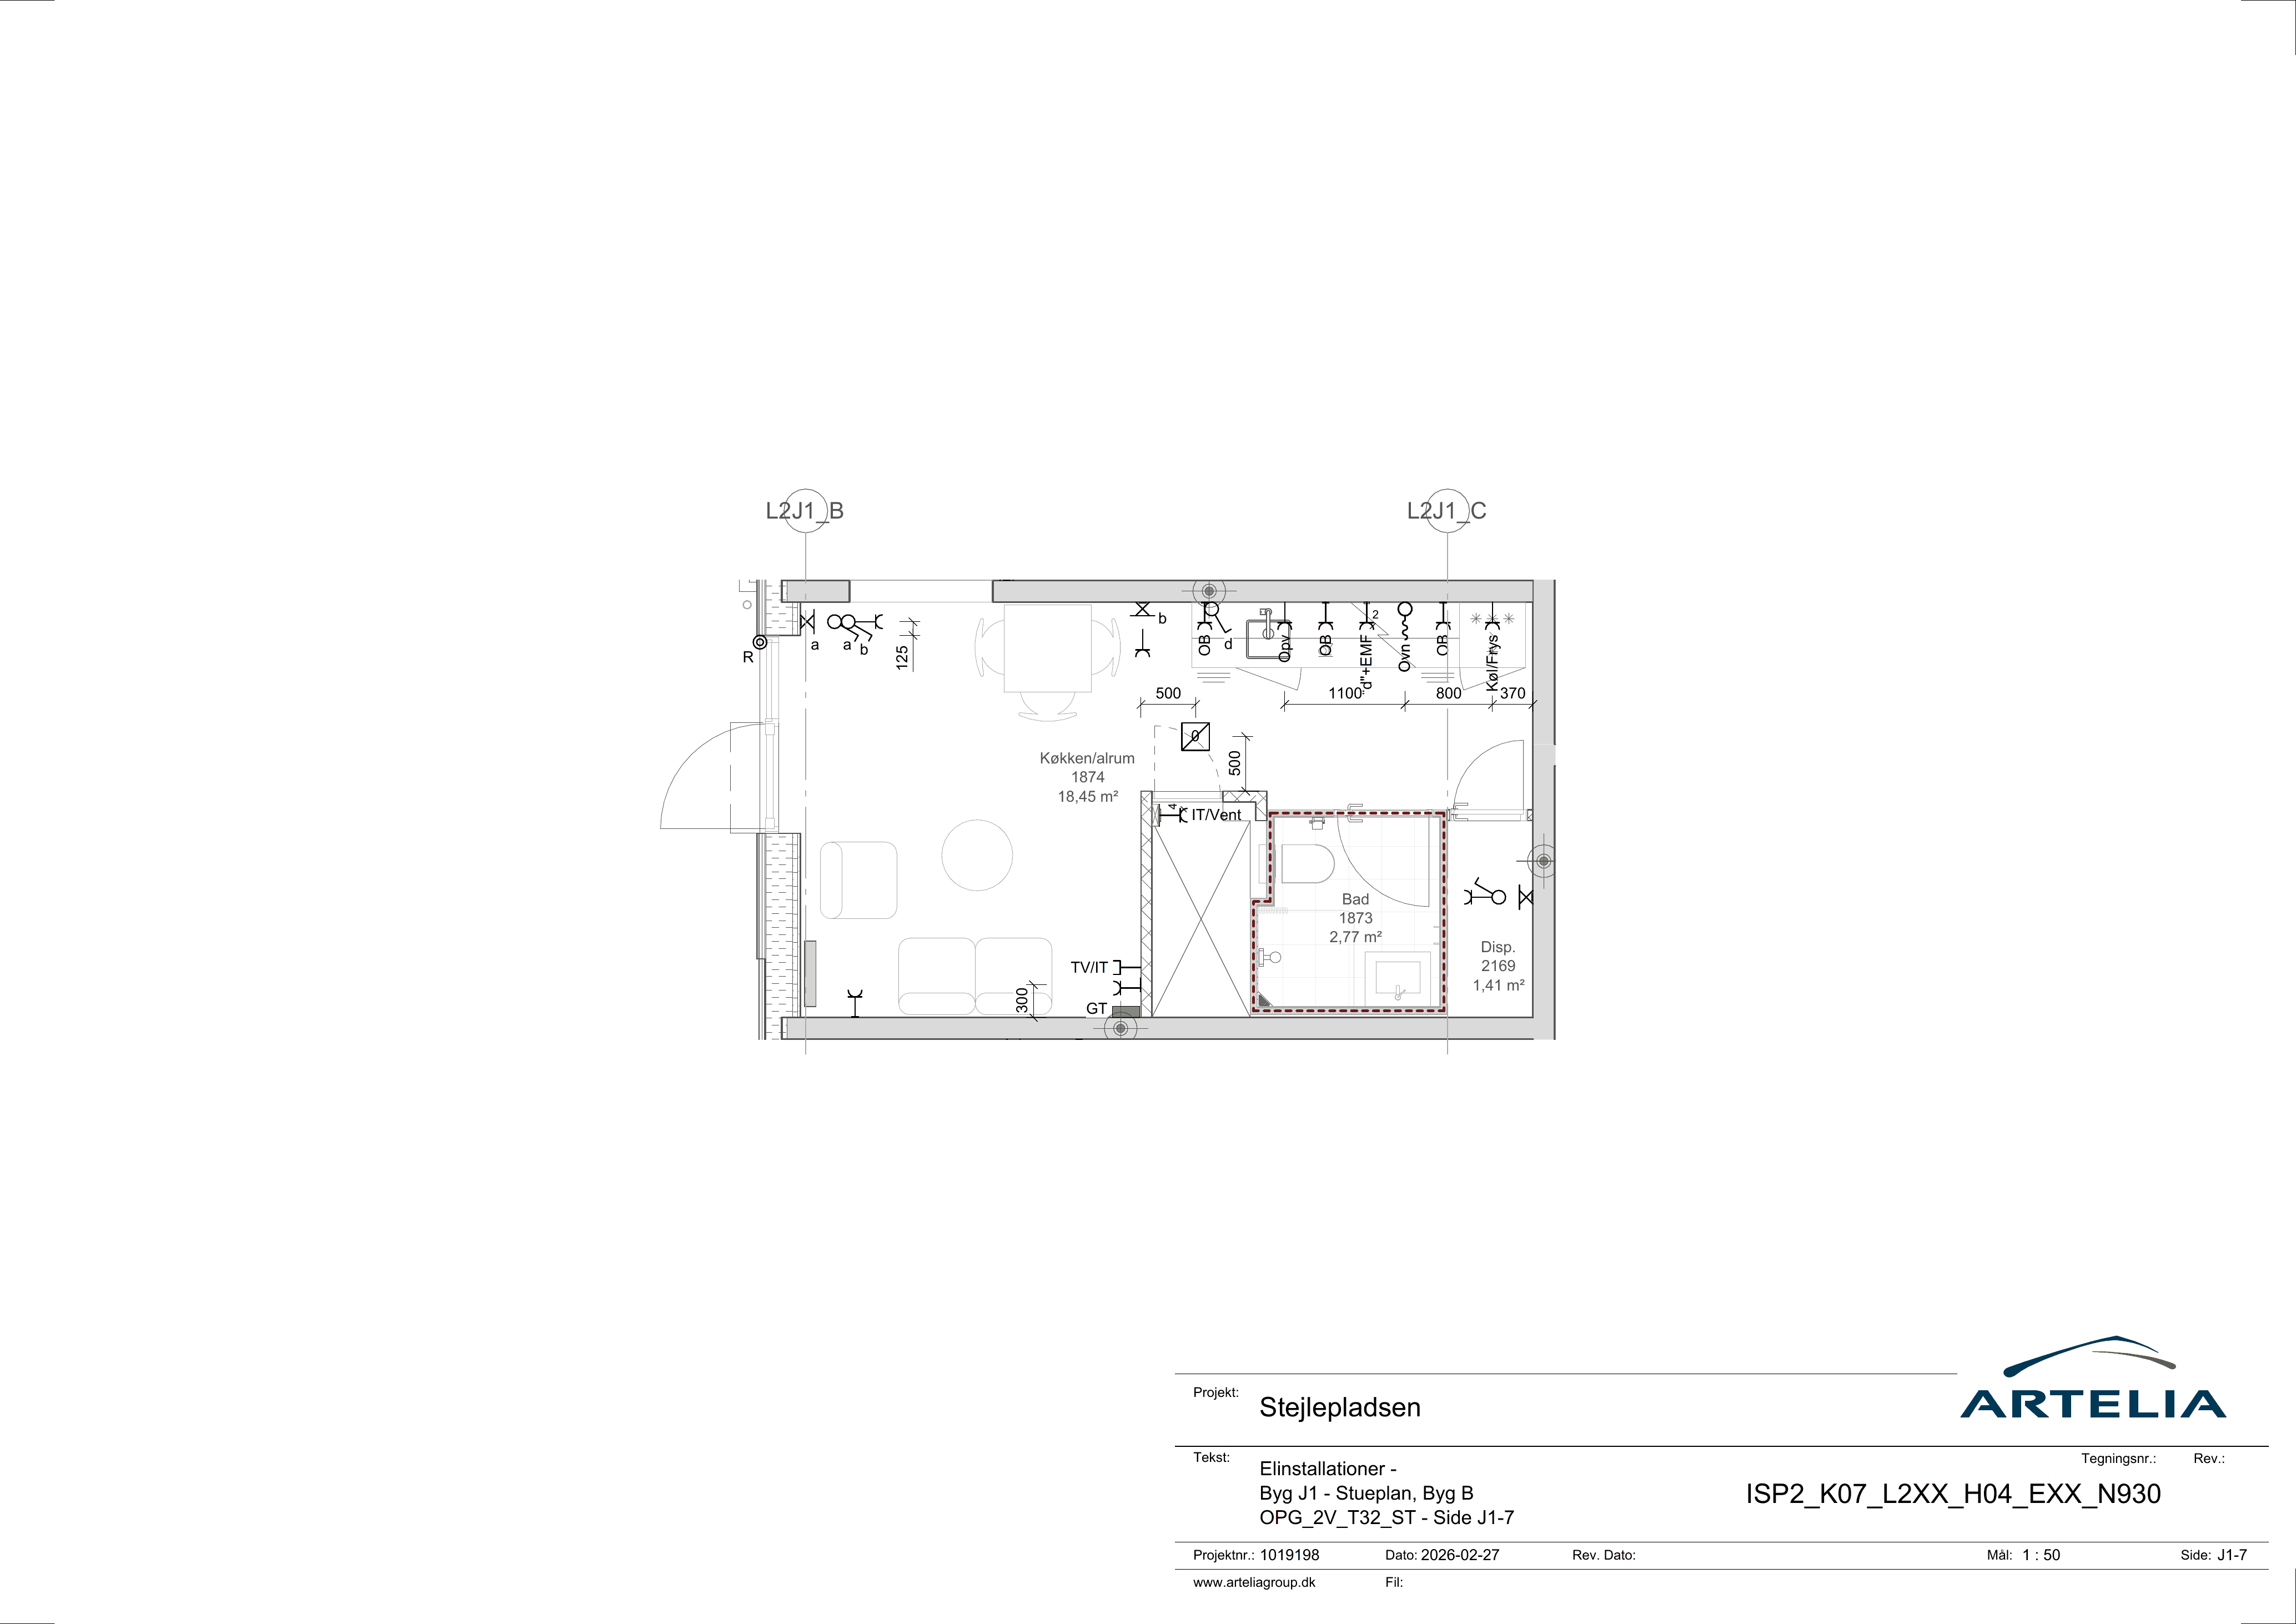 L2J1_B
L2J1_C
R
a
a
b
125
b
OB
d
Opv
OB
2
"d"+EMF
Ovn
OB
Køl/Frys
500
1100
800
370
0
500
Køkken/alrum
1874
18,45 m²
4
IT/Vent
Bad
1873
2,77 m²
Disp.
2169
1,41 m²
TV/IT
GT
300
ARTELIA
Projekt:
Stejlepladsen
Tekst:
Elinstallationer -
Byg J1 - Stueplan, Byg B
OPG_2V_T32_ST - Side J1-7
Tegningsnr.:
Rev.:
ISP2_K07_L2XX_H04_EXX_N930
Projektnr.: 1019198
Dato: 2026-02-27
Rev. Dato:
Mål: 1 : 50
Side: J1-7
www.arteliagroup.dk
Fil: